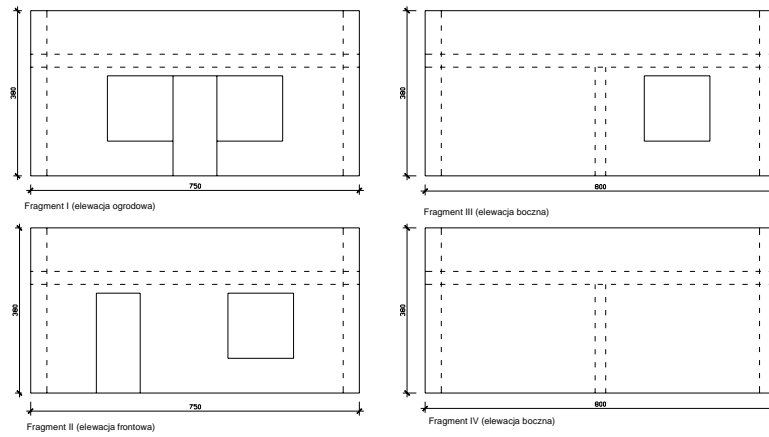 380
750
Fragment I (elewacja ogrodowa)
380
800
Fragment III (elewacja boczna)
380
750
Fragment II (elewacja frontowa)
380
800
Fragment IV (elewacja boczna)